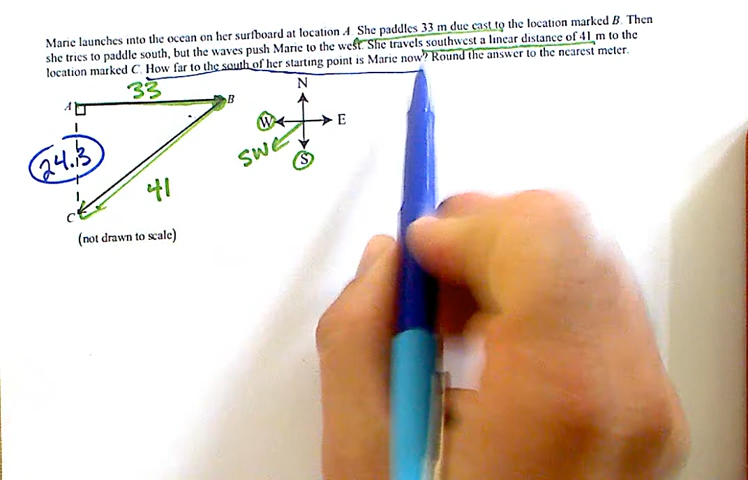 Marie launches into the ocean on her surfboard at location A. She paddles 33 m due east to the location marked B. Then
she tries to paddle south, but the waves push Marie to the west. She travels southwest a linear distance of 41 m to the
location marked C. How far to the south of her starting point is Marie now? Round the answer to the nearest meter.
33
N
A
B
W
E
24.3
SW
S
41
C
(not drawn to scale)